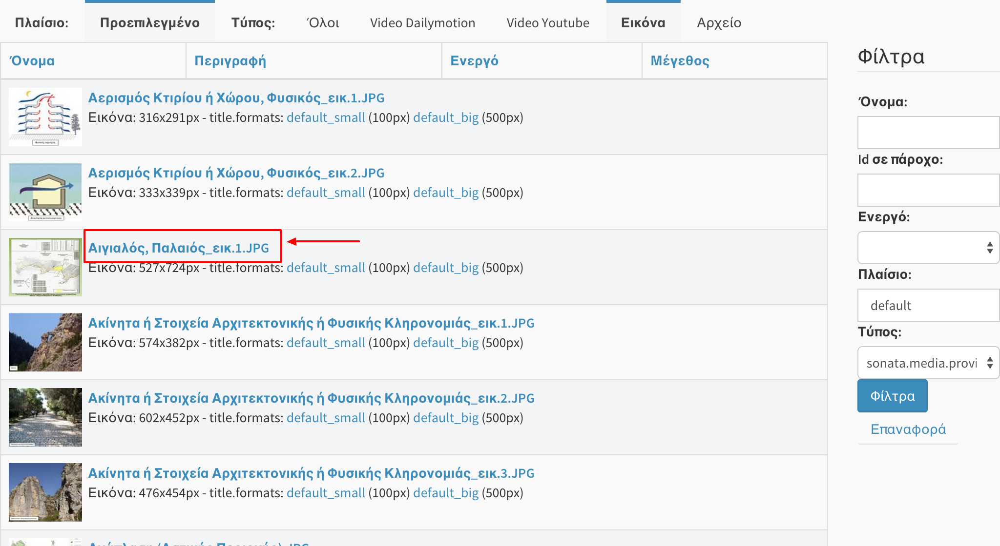 Πλαίσιο: Προεπιλεγμένο Τύπος: Όλοι Video Dailymotion Video Youtube Εικόνα Αρχείο
Όνομα Περιγραφή Ενεργό Μέγεθος
Αερισμός Κτιρίου ή Χώρου, Φυσικός_εικ.1.JPG
Εικόνα: 316x291px - title.formats: default_small (100px) default_big (500px)
Αερισμός Κτιρίου ή Χώρου, Φυσικός_εικ.2.JPG
Εικόνα: 333x339px - title.formats: default_small (100px) default_big (500px)
Αιγιαλός, Παλαιός_εικ.1.JPG
Εικόνα: 527x724px - title.formats: default_small (100px) default_big (500px)
Ακίνητα ή Στοιχεία Αρχιτεκτονικής ή Φυσικής Κληρονομιάς_εικ.1.JPG
Εικόνα: 574x382px - title.formats: default_small (100px) default_big (500px)
Ακίνητα ή Στοιχεία Αρχιτεκτονικής ή Φυσικής Κληρονομιάς_εικ.2.JPG
Εικόνα: 602x452px - title.formats: default_small (100px) default_big (500px)
Ακίνητα ή Στοιχεία Αρχιτεκτονικής ή Φυσικής Κληρονομιάς_εικ.3.JPG
Εικόνα: 476x454px - title.formats: default_small (100px) default_big (500px)
Φίλτρα
Όνομα:
Id σε πάροχο:
Ενεργό:
Πλαίσιο:
default
Τύπος:
sonata.media.provi
Φίλτρα
Επαναφορά